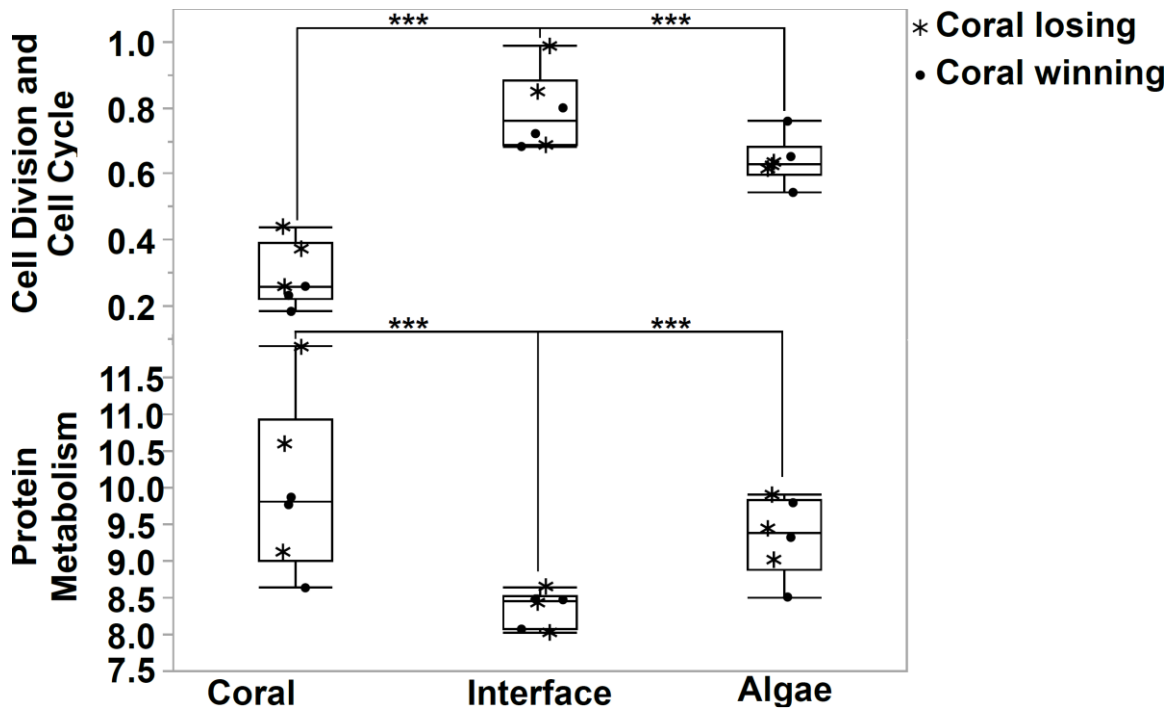 *** ***
Coral losing
Coral winning
Cell Division and
Cell Cycle
1.0
0.8
0.6
0.4
0.2
*** ***
Protein
Metabolism
11.5
11.0
10.5
10.0
9.5
9.0
8.5
8.0
7.5
Coral Interface Algae